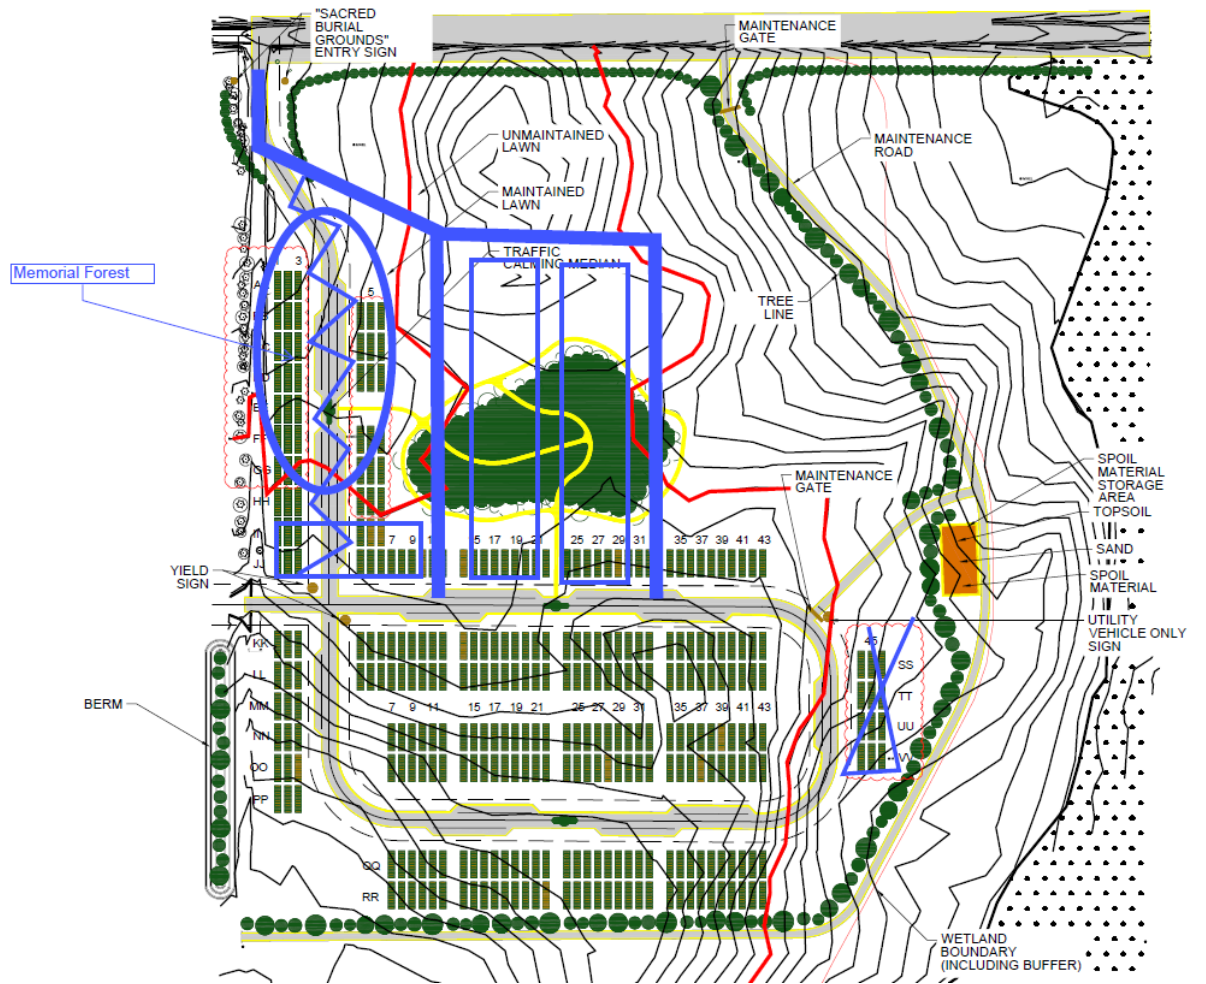 "SACRED
BURIAL
GROUNDS"
ENTRY SIGN
MAINTENANCE
GATE
UNMAINTAINED
LAWN
MAINTENANCE
ROAD
MAINTAINED
LAWN
TRAFFIC
CALMING MEDIAN
Memorial Forest
3
5
TREE
LINE
HH
SPOIL
MATERIAL
STORAGE
AREA
MAINTENANCE
GATE
TOPSOIL
SAND
SPOIL
MATERIAL
7 9 15 17 19 21 25 27 29 31 35 37 39 41 43
YIELD
SIGN
UTILITY
VEHICLE ONLY
SIGN
KK
LL
MM
NN
OO
PP
45
SS
TT
UU
VV
BERM
7 9 11 15 17 19 21 25 27 29 31 35 37 39 41 43
QQ
RR
WETLAND
BOUNDARY
(INCLUDING BUFFER)